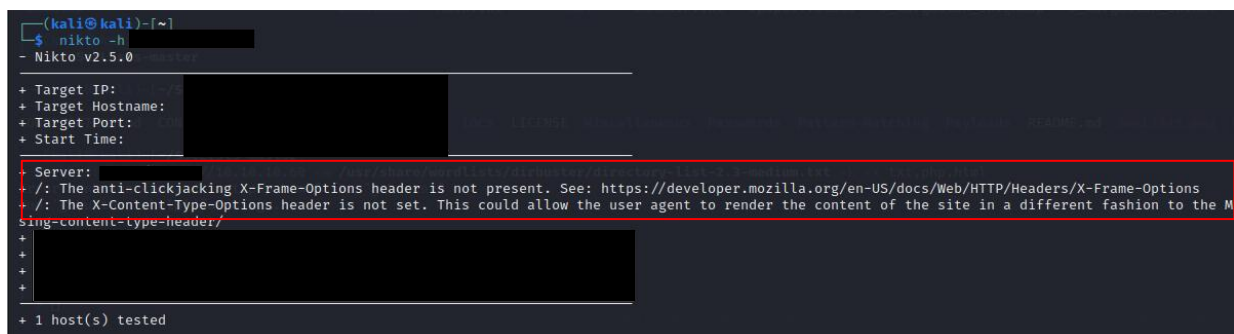 (kali㉿kali)-[~]
$ nikto -h
- Nikto v2.5.0
+ Target IP:
+ Target Hostname:
+ Target Port:
+ Start Time:
+ Server:
+ /: The anti-clickjacking X-Frame-Options header is not present. See: https://developer.mozilla.org/en-US/docs/Web/HTTP/Headers/X-Frame-Options
+ /: The X-Content-Type-Options header is not set. This could allow the user agent to render the content of the site in a different fashion to the M
sing-content-type-header/
+
+
+
+
+ 1 host(s) tested